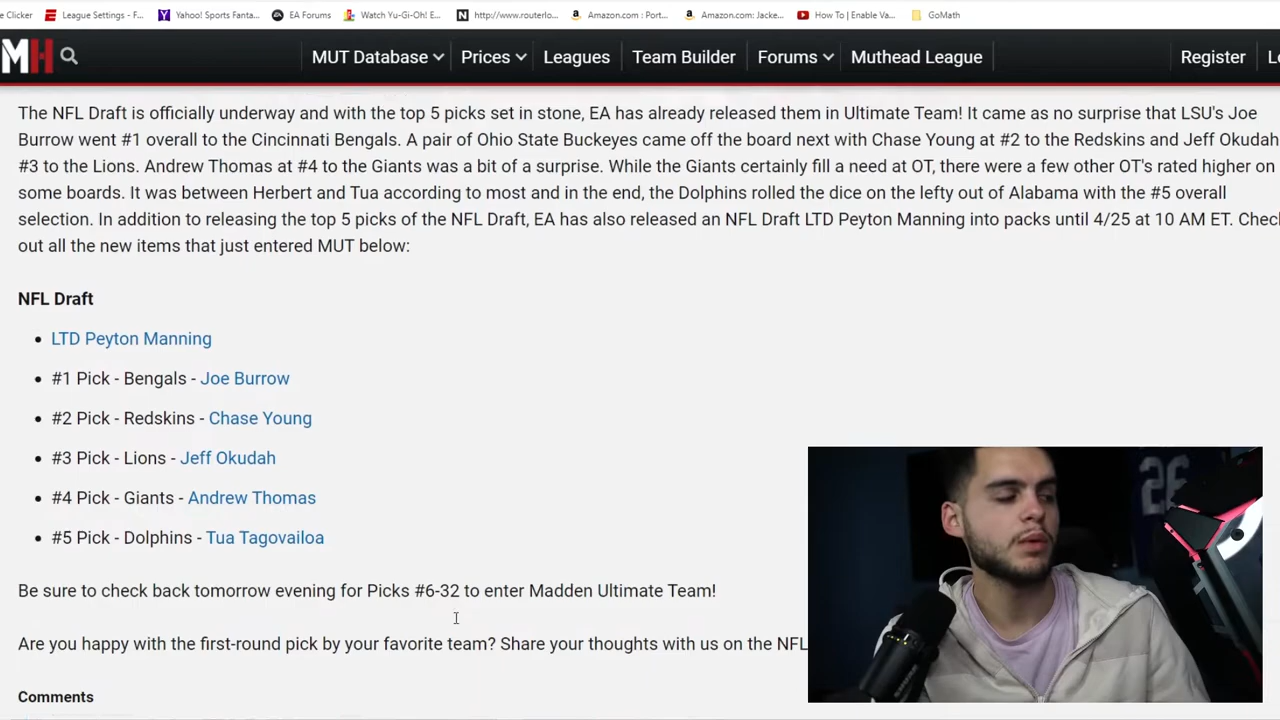 e Clicker
League Settings - F...
Yahoo! Sports Fanta...
EA Forums
Watch Yu-Gi-Oh! E...
http://www.routerlo...
Amazon.com : Port...
Amazon.com: Jacke...
How To | Enable Va...
GoMath
MH
MUT Database
Prices
Leagues
Team Builder
Forums
Muthead League
Register
The NFL Draft is officially underway and with the top 5 picks set in stone, EA has already released them in Ultimate Team! It came as no surprise that LSU's Joe
Burrow went #1 overall to the Cincinnati Bengals. A pair of Ohio State Buckeyes came off the board next with Chase Young at #2 to the Redskins and Jeff Okudah
#3 to the Lions. Andrew Thomas at #4 to the Giants was a bit of a surprise. While the Giants certainly fill a need at OT, there were a few other OT's rated higher on
some boards. It was between Herbert and Tua according to most and in the end, the Dolphins rolled the dice on the lefty out of Alabama with the #5 overall
selection. In addition to releasing the top 5 picks of the NFL Draft, EA has also released an NFL Draft LTD Peyton Manning into packs until 4/25 at 10 AM ET. Chec
out all the new items that just entered MUT below:
NFL Draft
LTD Peyton Manning
#1 Pick - Bengals - Joe Burrow
#2 Pick - Redskins - Chase Young
#3 Pick - Lions - Jeff Okudah
#4 Pick - Giants - Andrew Thomas
#5 Pick - Dolphins - Tua Tagovailoa
Be sure to check back tomorrow evening for Picks #6-32 to enter Madden Ultimate Team!
Are you happy with the first-round pick by your favorite team? Share your thoughts with us on the NFL
Comments
26